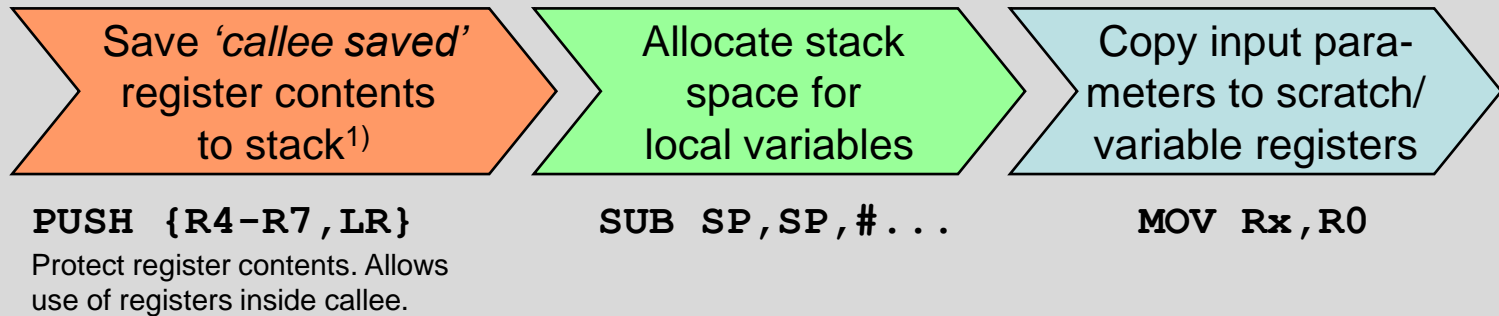 Save ‘callee saved’
register contents
to stack1)
Allocate stack
space for
local variables
Copy input para-
meters to scratch/
variable registers
PUSH {R4-R7,LR}
Protect register contents. Allows
use of registers inside callee.
SUB SP,SP,#...
MOV Rx,R0